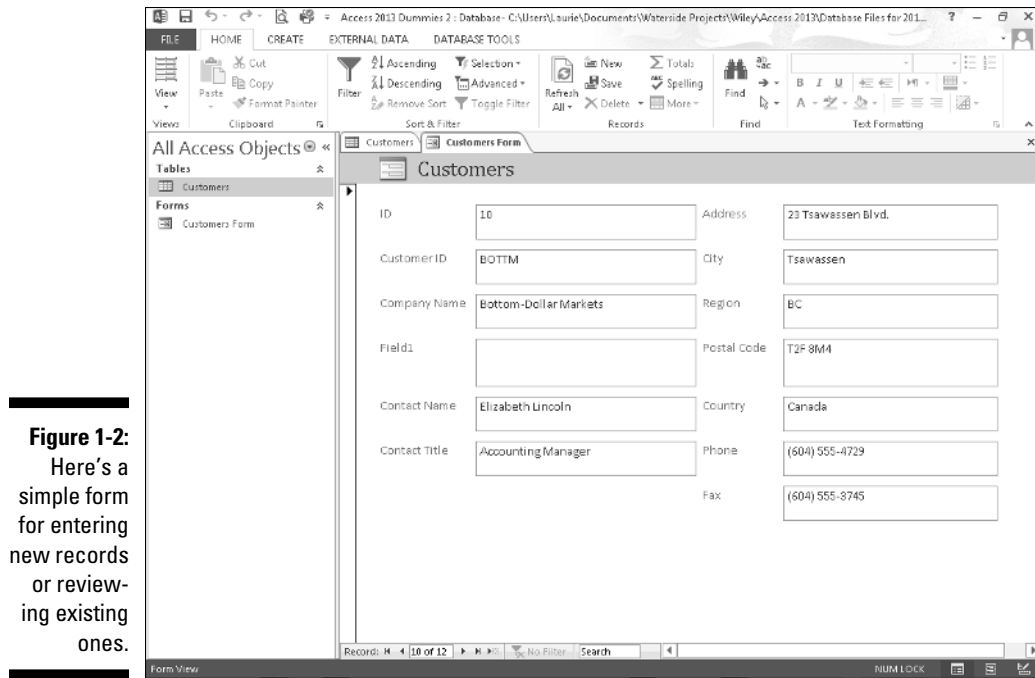 Access 2013 Dummies 2 : Database- C:\Users\Laurie\Documents\Waterside Projects\Wiley\Access 2013\Database Files for 201...
FILE HOME CREATE EXTERNAL DATA DATABASE TOOLS
View
Views
Paste
Cut
Copy
Format Painter
Clipboard
Filter
Ascending
Descending
Remove Sort
Selection
Advanced
Toggle Filter
Sort & Filter
Refresh
All
New
Save
Delete
Totals
Spelling
More
Records
Find
Find
B I U
A
Text Formatting
All Access Objects
Tables
Customers
Forms
Customers Form
Customers Customers Form
Customers
ID 10
Customer ID BOTTM
Company Name Bottom-Dollar Markets
Field1
Contact Name Elizabeth Lincoln
Contact Title Accounting Manager
Address 23 Tsawassen Blvd.
City Tsawassen
Region BC
Postal Code T2F 8M4
Country Canada
Phone (604) 555-4729
Fax (604) 555-3745
Record: 10 of 12 No Filter Search
Form View NUM LOCK
Figure 1-2:
Here's a
simple form
for entering
new records
or review-
ing existing
ones.